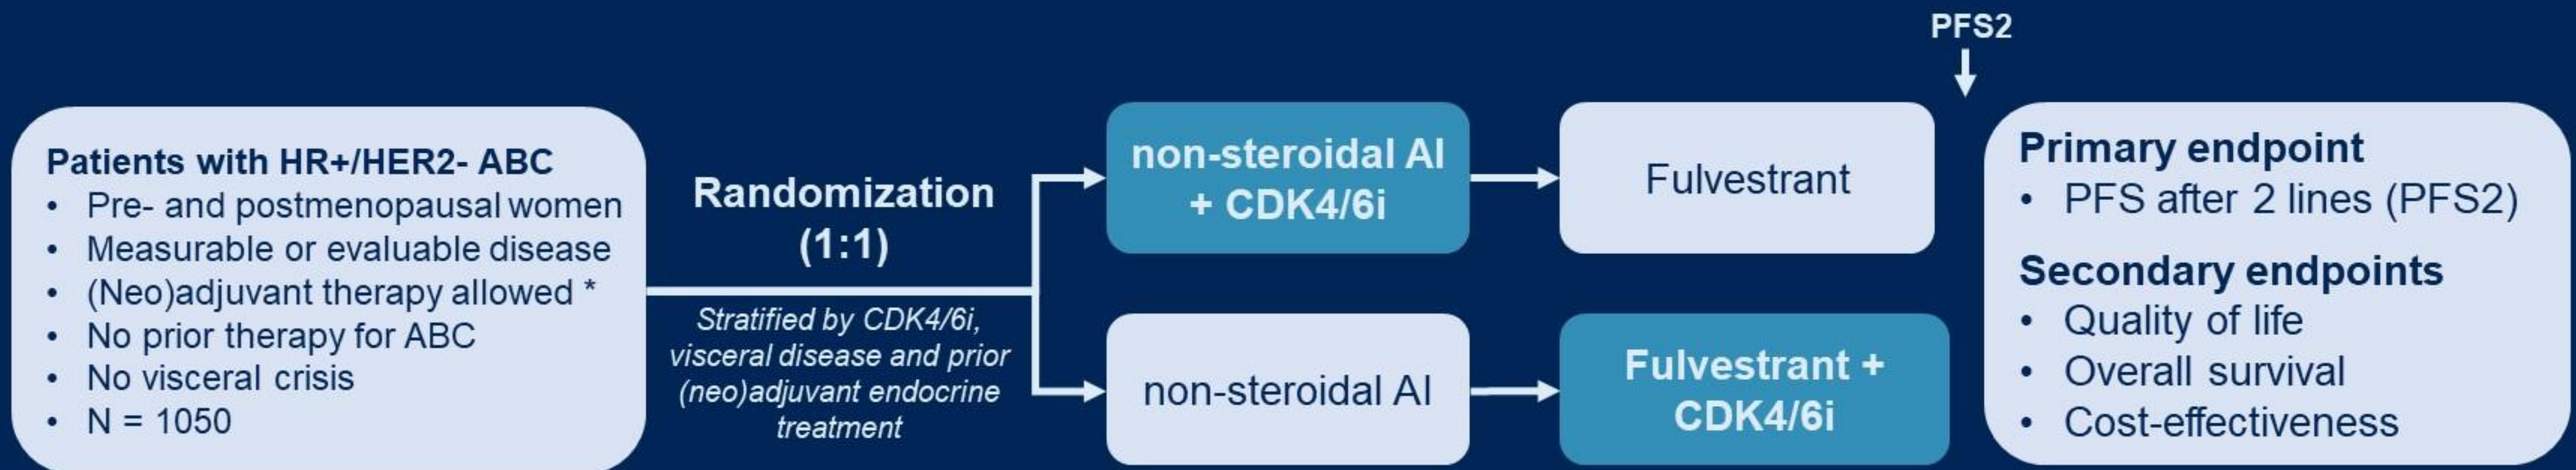 Patients with HR+/HER2- ABC
• Pre- and postmenopausal women
• Measurable or evaluable disease
• (Neo)adjuvant therapy allowed *
• No prior therapy for ABC
• No visceral crisis
• N = 1050
Randomization
(1:1)
Stratified by CDK4/6i,
visceral disease and prior
(neo)adjuvant endocrine
treatment
non-steroidal AI
+ CDK4/6i
Fulvestrant
non-steroidal AI
Fulvestrant +
CDK4/6i
PFS2
Primary endpoint
• PFS after 2 lines (PFS2)
Secondary endpoints
• Quality of life
• Overall survival
• Cost-effectiveness